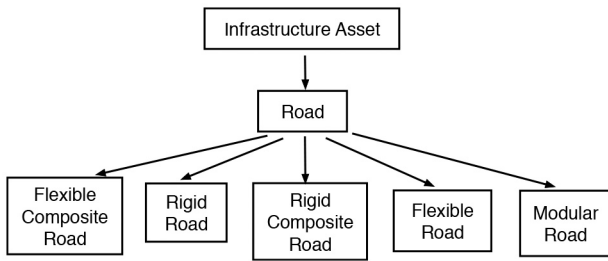 Infrastructure Asset
Road
Flexible
Composite
Road
Rigid
Road
Rigid
Composite
Road
Flexible
Road
Modular
Road